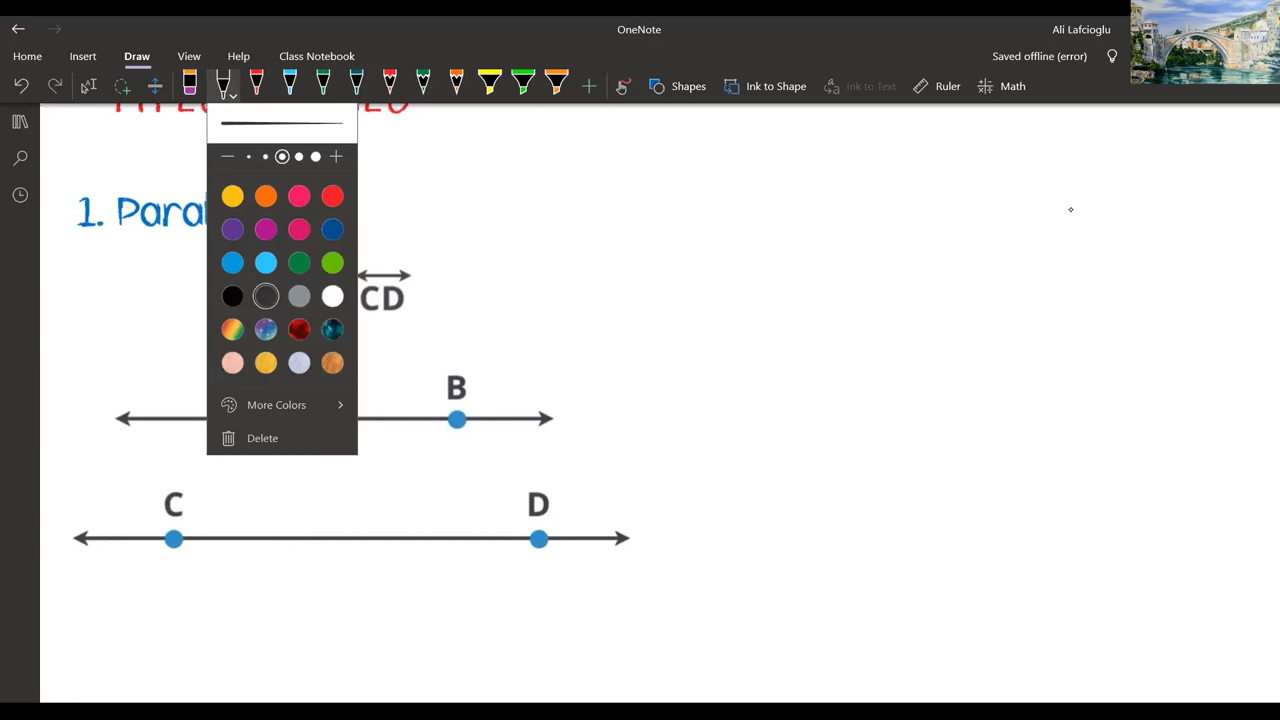 OneNote
Ali Lafcioglu
Home Insert Draw View Help Class Notebook
Saved offline (error)
Shapes Ink to Shape Ink to Text Ruler Math
1.
CD
More Colors
Delete
B
C D